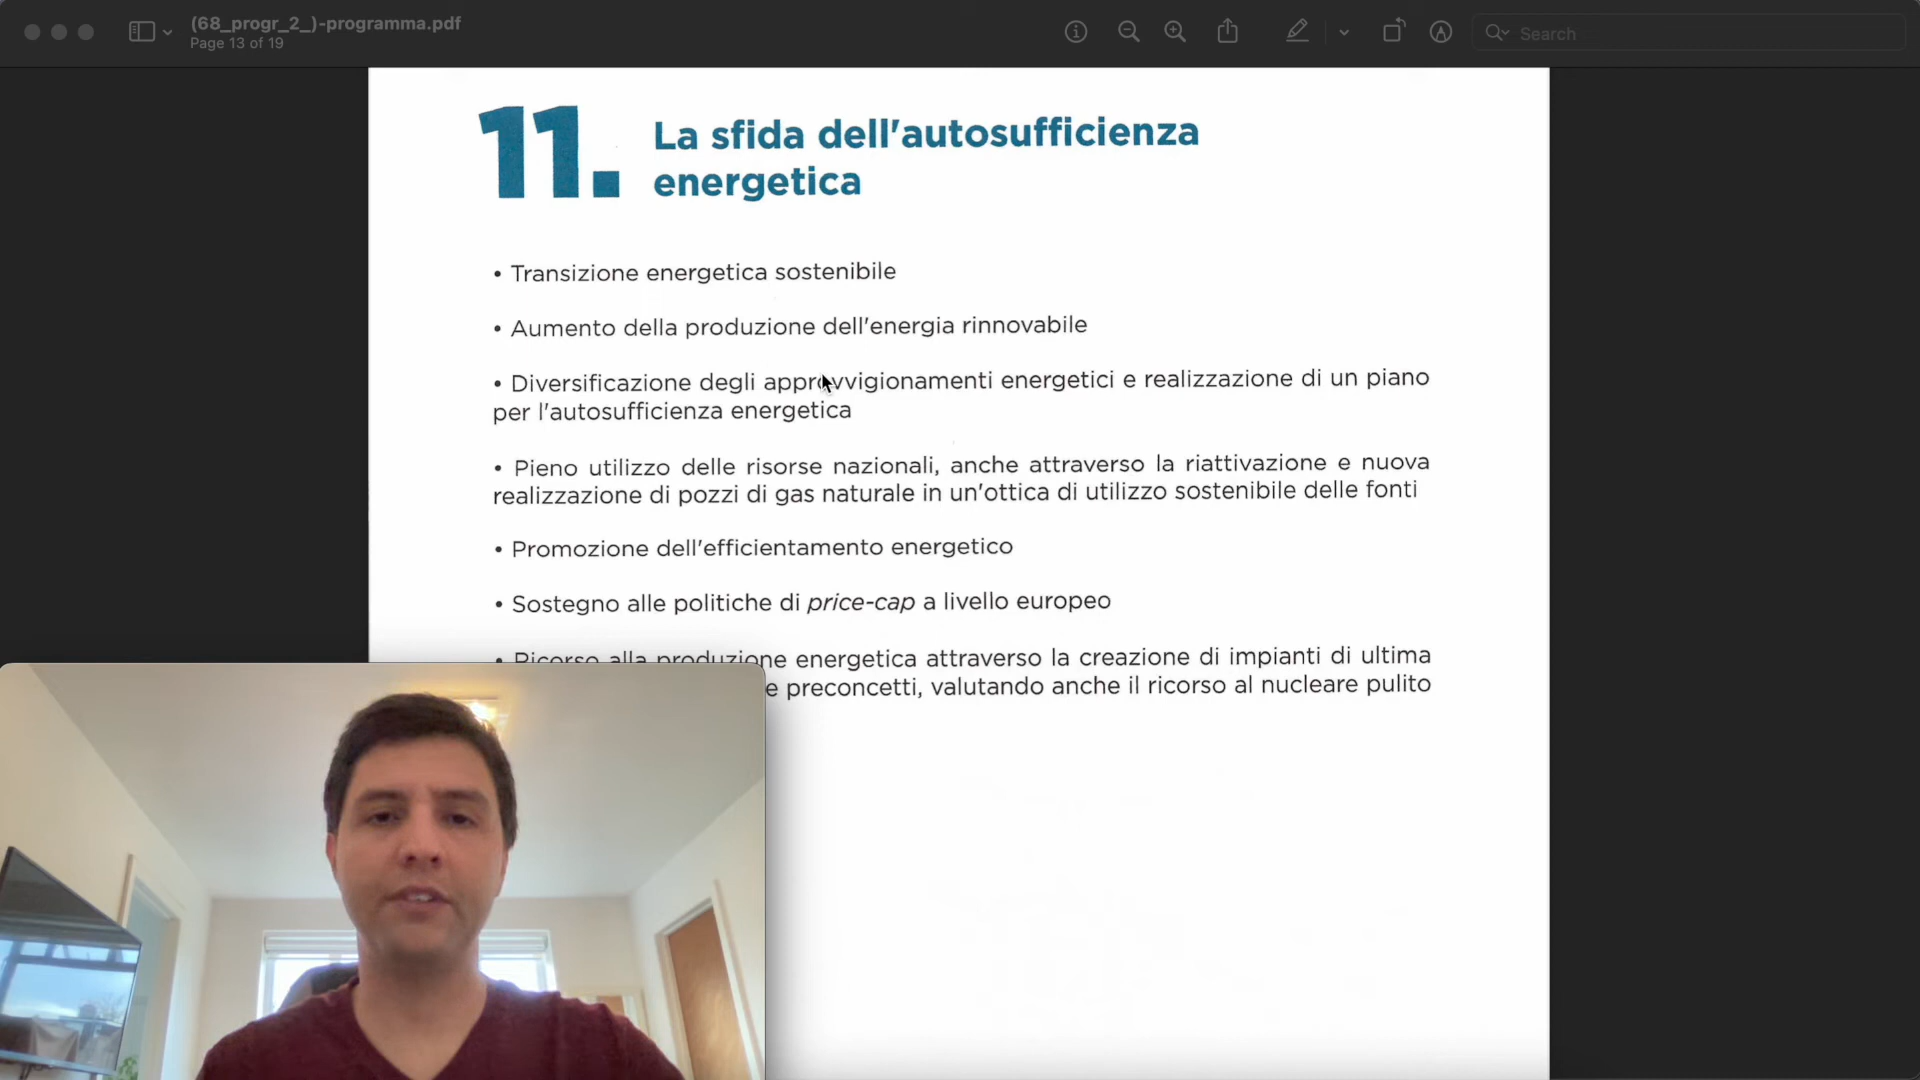 (68_progr_2_)-programma.pdf
Page 13 of 19
Search
11.
La sfida dell'autosufficienza
energetica
• Transizione energetica sostenibile
• Aumento della produzione dell'energia rinnovabile
• Diversificazione degli approvvigionamenti energetici e realizzazione di un piano
per l'autosufficienza energetica
• Pieno utilizzo delle risorse nazionali, anche attraverso la riattivazione e nuova
realizzazione di pozzi di gas naturale in un'ottica di utilizzo sostenibile delle fonti
• Promozione dell'efficientamento energetico
• Sostegno alle politiche di price-cap a livello europeo
• Ricorso alla produzione energetica attraverso la creazione di impianti di ultima
e preconcetti, valutando anche il ricorso al nucleare pulito